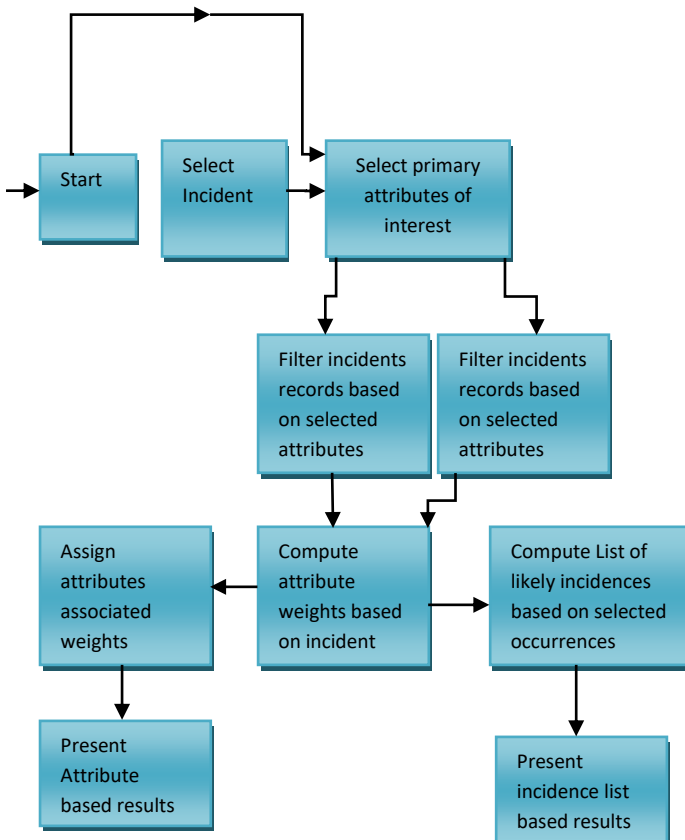 Start
Select
Incident
Select primary
attributes of
interest
Filter incidents
records based
on selected
attributes
Filter incidents
records based
on selected
attributes
Assign
attributes
associated
weights
Compute
attribute
weights based
on incident
Compute List of
likely incidences
based on selected
occurrences
Present
Attribute
based results
Present
incidence list
based results